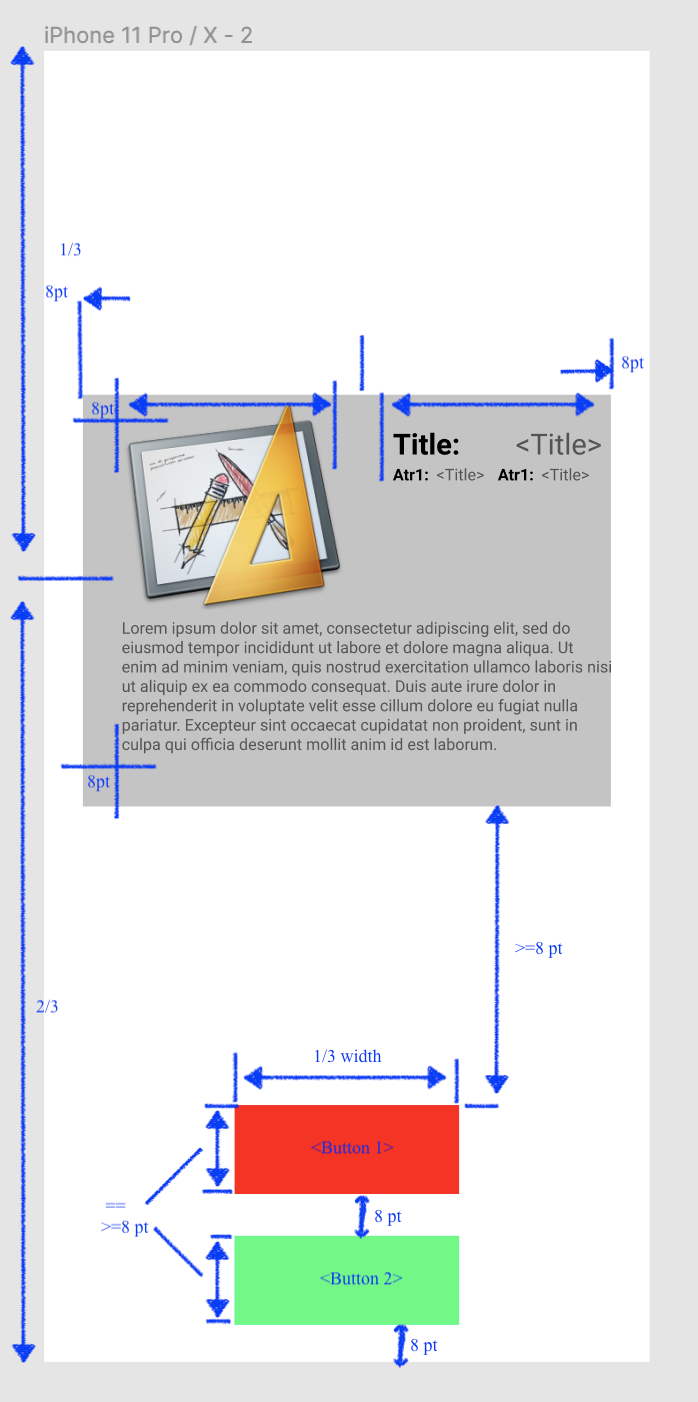 iPhone 11 Pro / X - 2
1/3
8pt
8pt
8pt
Title: <Title>
Atr1: <Title> Atr1: <Title>
Lorem ipsum dolor sit amet, consectetur adipiscing elit, sed do
eiusmod tempor incididunt ut labore et dolore magna aliqua. Ut
enim ad minim veniam, quis nostrud exercitation ullamco laboris nisi
ut aliquip ex ea commodo consequat. Duis aute irure dolor in
reprehenderit in voluptate velit esse cillum dolore eu fugiat nulla
pariatur. Excepteur sint occaecat cupidatat non proident, sunt in
culpa qui officia deserunt mollit anim id est laborum.
8pt
>=8 pt
2/3
1/3 width
<Button 1>
==
>=8 pt
8 pt
<Button 2>
8 pt